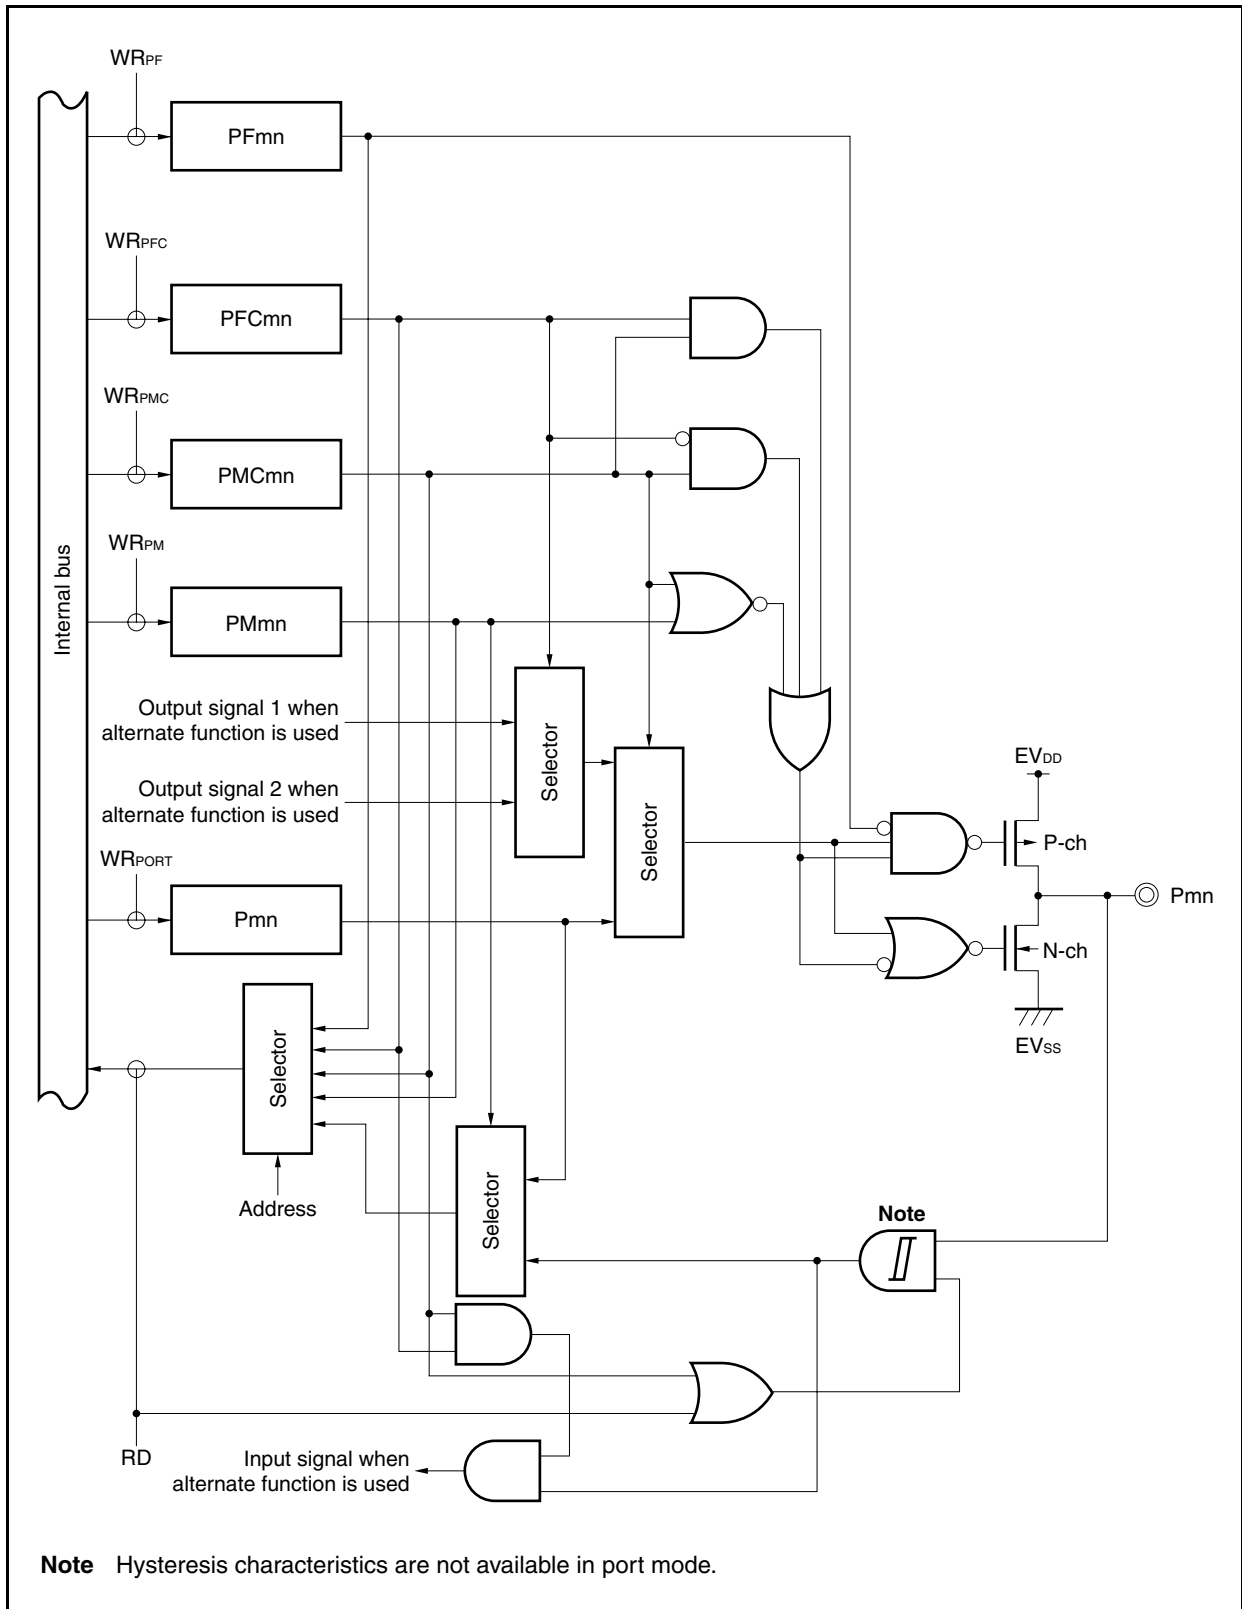 WRPF
PFmn
WRPFC
PFCmn
WRPMC
PMCmn
WRPM
PMmn
Internal bus
Output signal 1 when
alternate function is used
Output signal 2 when
alternate function is used
Selector
Selector
EVDD
P-ch
WRPORT
Pmn
Pmn
N-ch
EVSS
Selector
Address
Selector
Note
RD
Input signal when
alternate function is used
Note Hysteresis characteristics are not available in port mode.